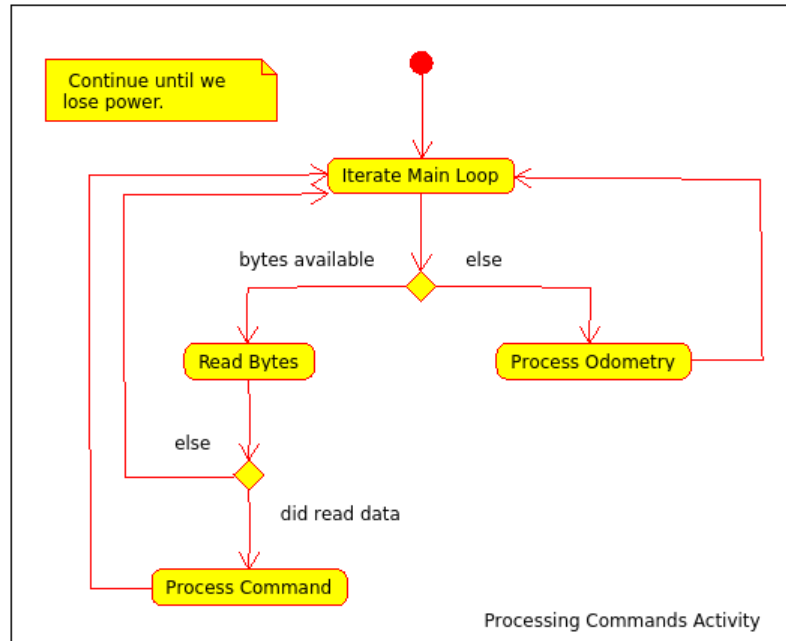 Continue until we
lose power.
Iterate Main Loop
bytes available
else
Read Bytes
Process Odometry
else
did read data
Process Command
Processing Commands Activity